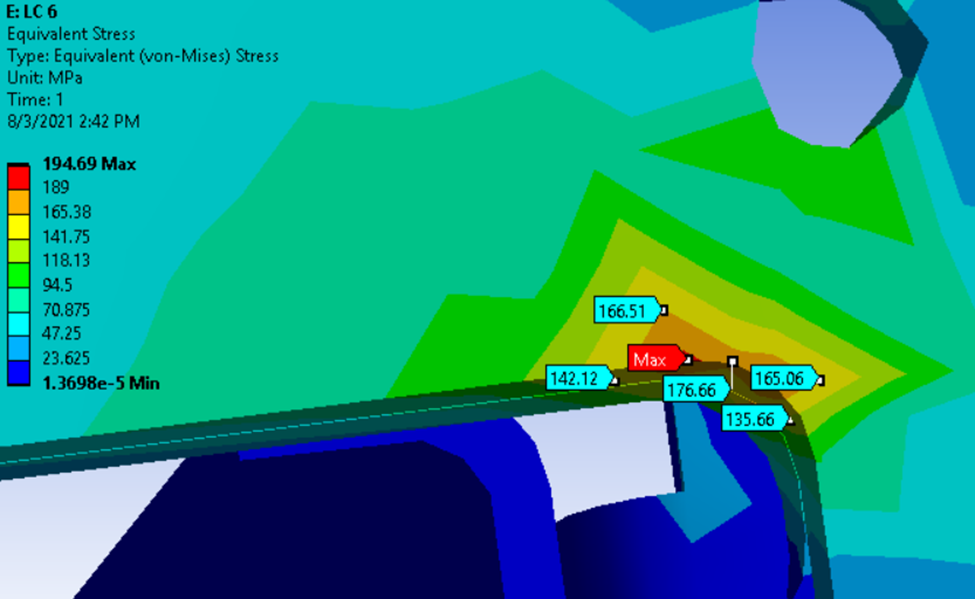 E: LC 6
Equivalent Stress
Type: Equivalent (von-Mises) Stress
Unit: MPa
Time: 1
8/3/2021 2:42 PM
194.69 Max
189
165.38
141.75
118.13
94.5
70.875
47.25
23.625
1.3698e-5 Min
166.51
Max
142.12
176.66
165.06
135.66